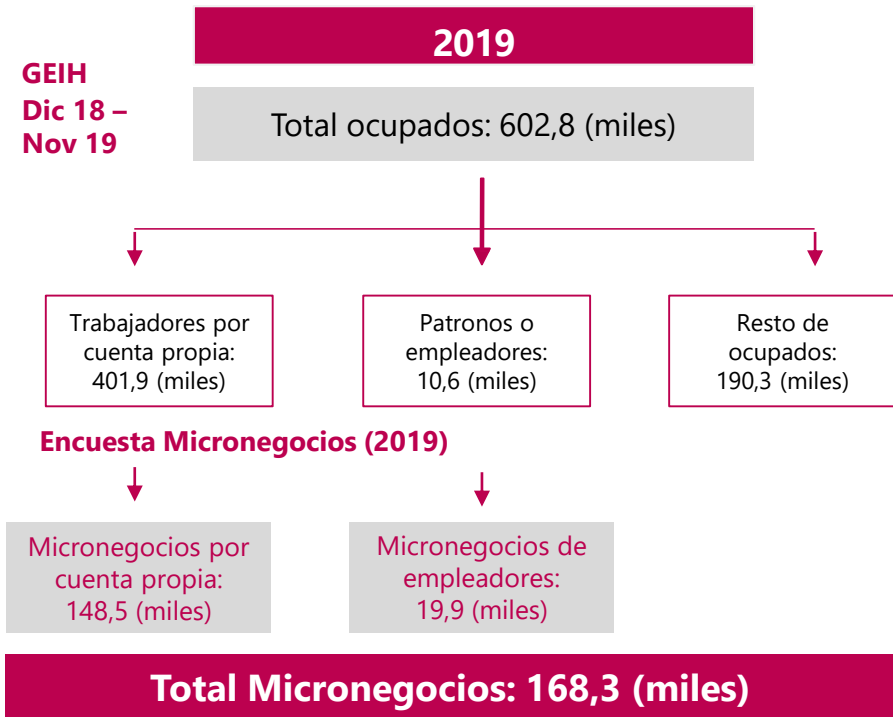 2019
GEIH
Dic 18 –
Nov 19
Total ocupados: 602,8 (miles)
Trabajadores por
cuenta propia:
401,9 (miles)
Patronos o
empleadores:
10,6 (miles)
Resto de
ocupados:
190,3 (miles)
Encuesta Micronegocios (2019)
Micronegocios por
cuenta propia:
148,5 (miles)
Micronegocios de
empleadores:
19,9 (miles)
Total Micronegocios: 168,3 (miles)